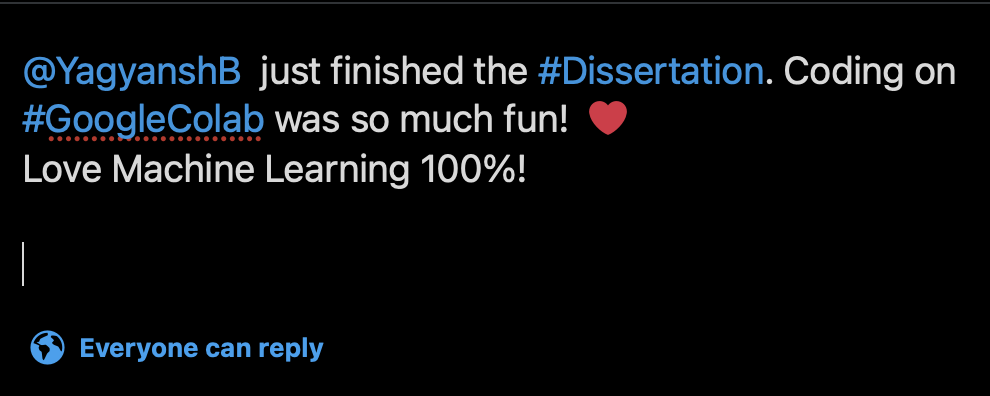 @YagyanshB just finished the #Dissertation. Coding on
#GoogleColab was so much fun! ❤️
Love Machine Learning 100%!
Everyone can reply